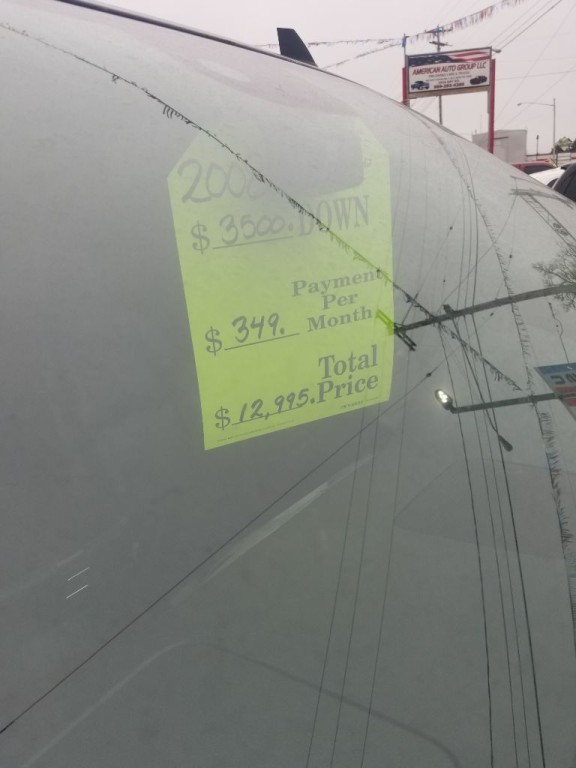 AMERICAN AUTO GROUP LLC
$ 3500. DOWN
Payment
Per
$ 349. Month
Total
$ 12,995. Price